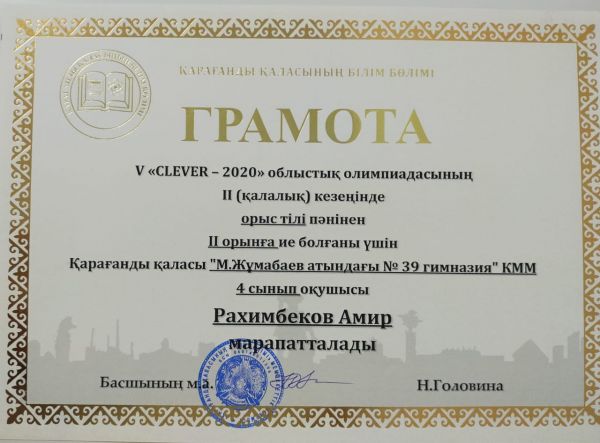 ҚАРАҒАНДЫ ҚАЛАСЫНЫҢ БІЛІМ БӨЛІМІ
ГРАМОТА
V «CLEVER – 2020» облыстық олимпиадасының
II (қалалық) кезеңінде
орыс тілі пәнінен
II орынға ие болғаны үшін
Қарағанды қаласы "М.Жұмабаев атындағы № 39 гимназия" КММ
4 сынып оқушысы
Рахимбеков Амир
марапатталады
Басшының м.а.
Н.Головина